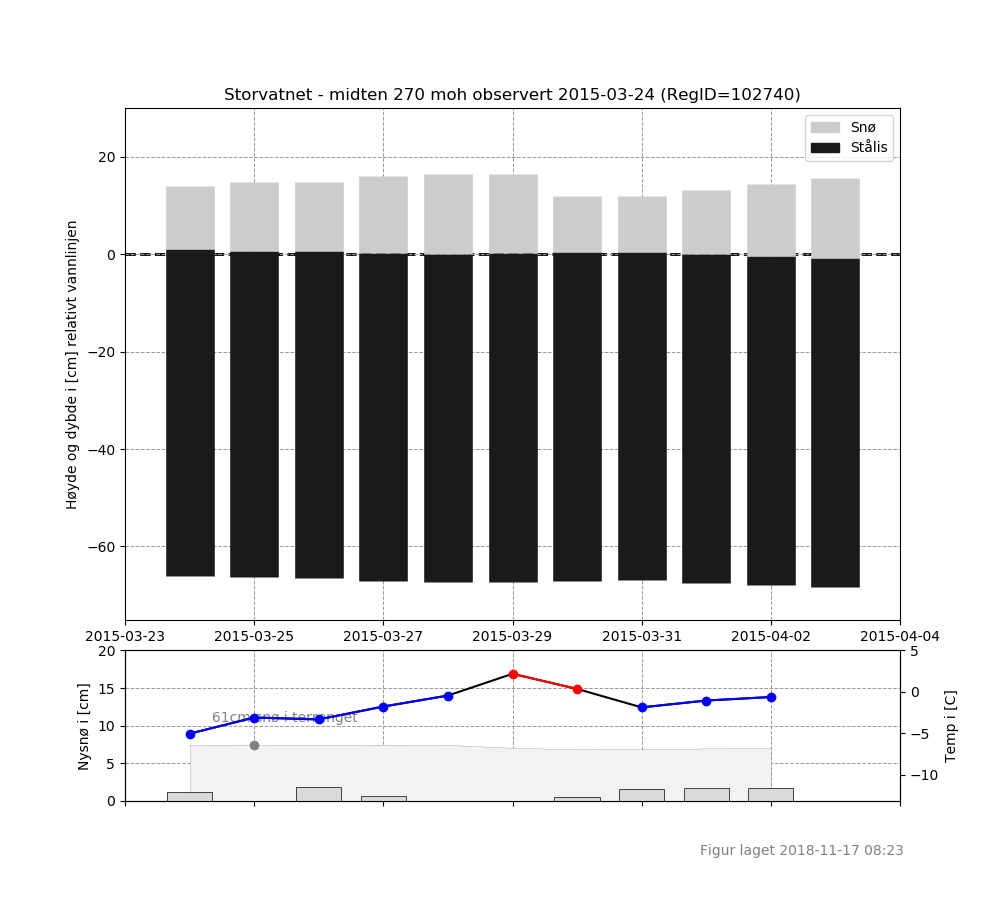 Storvatnet - midten 270 moh observert 2015-03-24 (RegID=102740)
Snø
Stålis
Høyde og dybde i [cm] relativt vannlinjen
20
0
−20
−40
−60
2015-03-23 2015-03-25 2015-03-27 2015-03-29 2015-03-31 2015-04-02 2015-04-04
Nysnø i [cm]
20
15
10
5
0
61cm snø i terrenget
5
0
−5
−10
Temp i [C]
Figur laget 2018-11-17 08:23